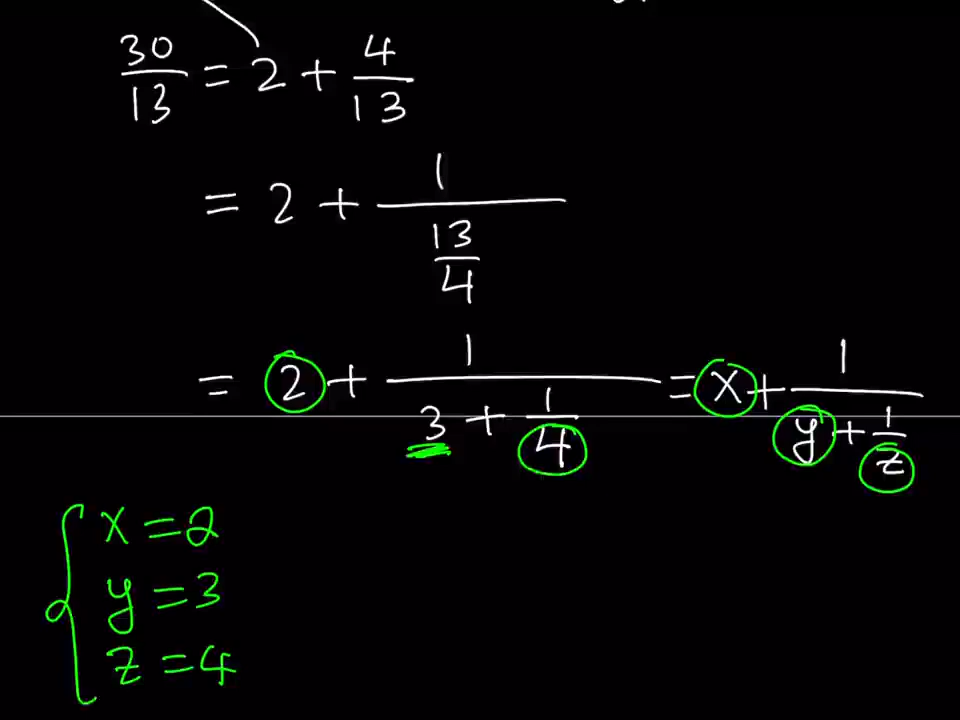 30/13 = 2 + 4/13
= 2 + 1/(13/4)
= 2 + 1/(3 + 1/4) = x + 1/(y + 1/z)
x = 2
y = 3
z = 4